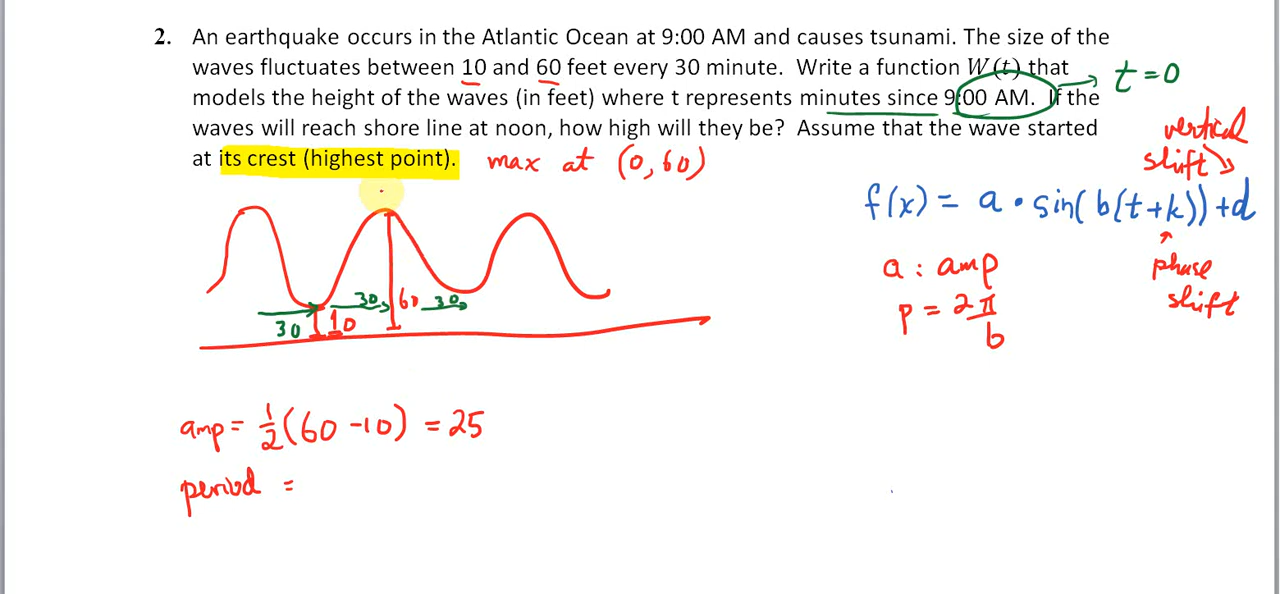 2. An earthquake occurs in the Atlantic Ocean at 9:00 AM and causes tsunami. The size of the
waves fluctuates between 10 and 60 feet every 30 minute. Write a function W(t) that
models the height of the waves (in feet) where t represents minutes since 9:00 AM. If the
waves will reach shore line at noon, how high will they be? Assume that the wave started
at its crest (highest point).
t=0
max at (0,60)
vertical
shift
f(x) = a • sin( b(t+k)) +d
phase
shift
a : amp
p = 2π
b
30 10 30 60 30
amp = 1/2 (60 -10) = 25
period =